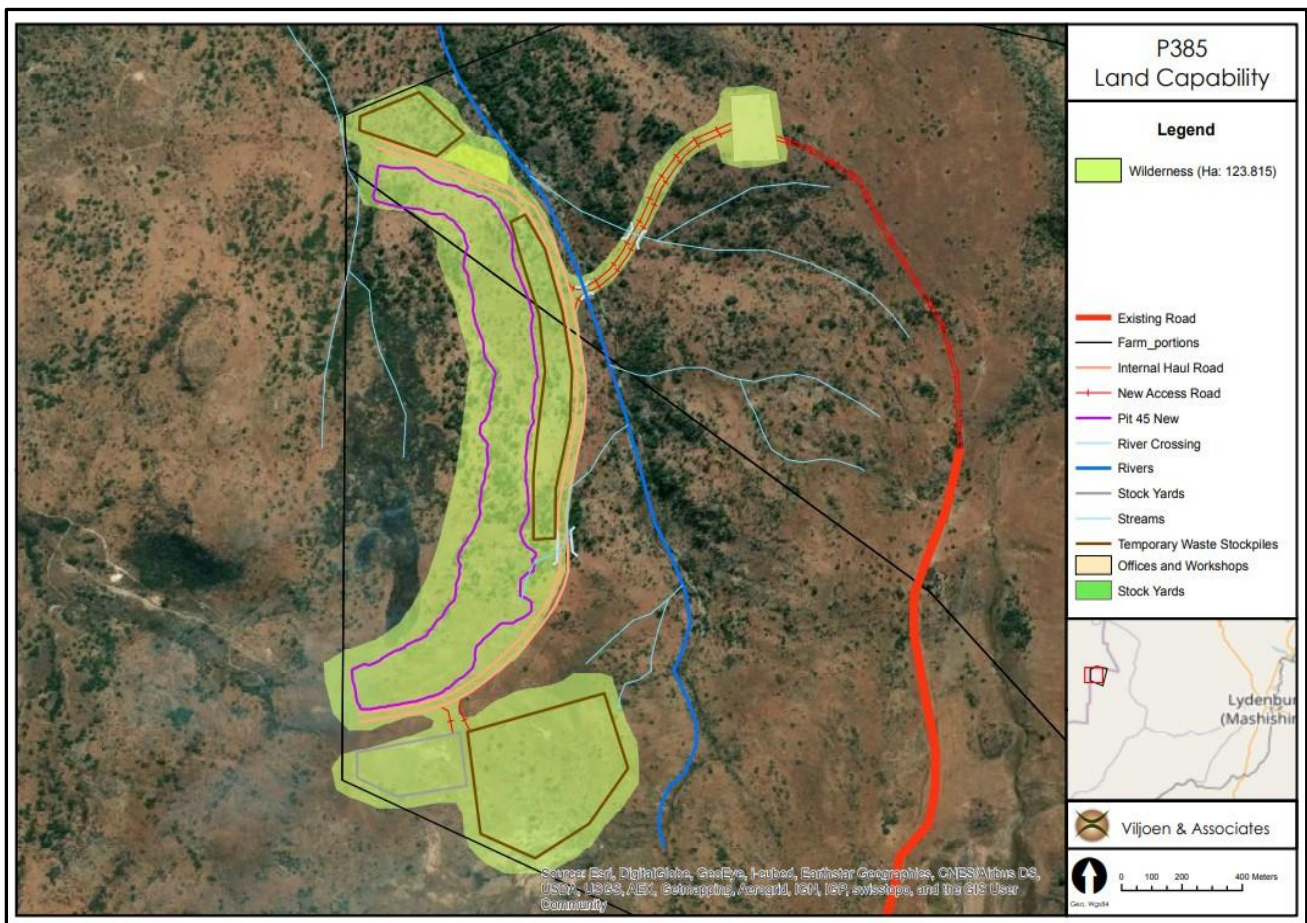 P385
Land Capability
Legend
Wilderness (Ha: 123.815)
Existing Road
Farm_portions
Internal Haul Road
New Access Road
Pit 45 New
River Crossing
Rivers
Stock Yards
Streams
Temporary Waste Stockpiles
Offices and Workshops
Stock Yards
Lydenbur
(Mashishin
Viljoen & Associates
Geo, Wgs84
0 100 200 400 Meters
Source: Esri, DigitalGlobe, GeoEye, i-cubed, Earthstar Geographics, CNES/Airbus DS,
USDA, USGS, AEX, Getmapping, Aerogrid, IGN, IGP, swisstopo, and the GIS User
Community